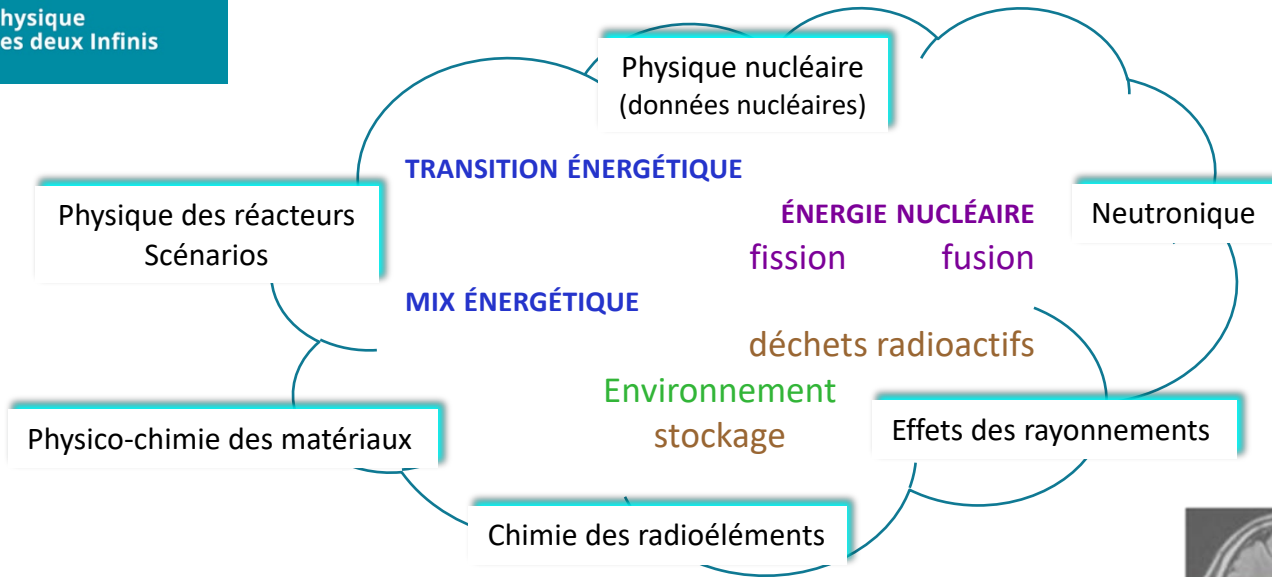 hysique
es deux Infinis
Physique nucléaire
(données nucléaires)
TRANSITION ÉNERGÉTIQUE
Physique des réacteurs
Scénarios
ÉNERGIE NUCLÉAIRE
fission fusion
Neutronique
MIX ÉNERGÉTIQUE
déchets radioactifs
Environnement
stockage
Physico-chimie des matériaux
Effets des rayonnements
Chimie des radioéléments